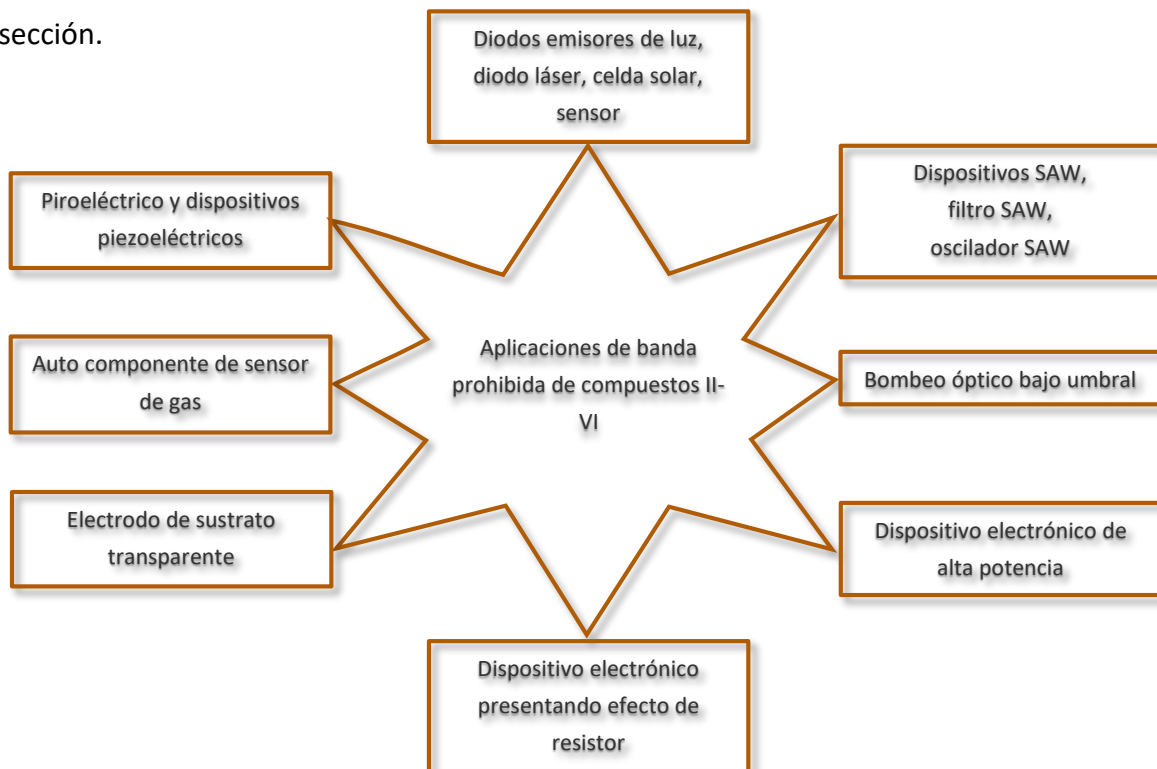 sección.
Diodos emisores de luz,
diodo láser, celda solar,
sensor
Piroeléctrico y dispositivos
piezoeléctricos
Dispositivos SAW,
filtro SAW,
oscilador SAW
Auto componente de sensor
de gas
Aplicaciones de banda
prohibida de compuestos II-
VI
Bombeo óptico bajo umbral
Electrodo de sustrato
transparente
Dispositivo electrónico de
alta potencia
Dispositivo electrónico
presentando efecto de
resistor